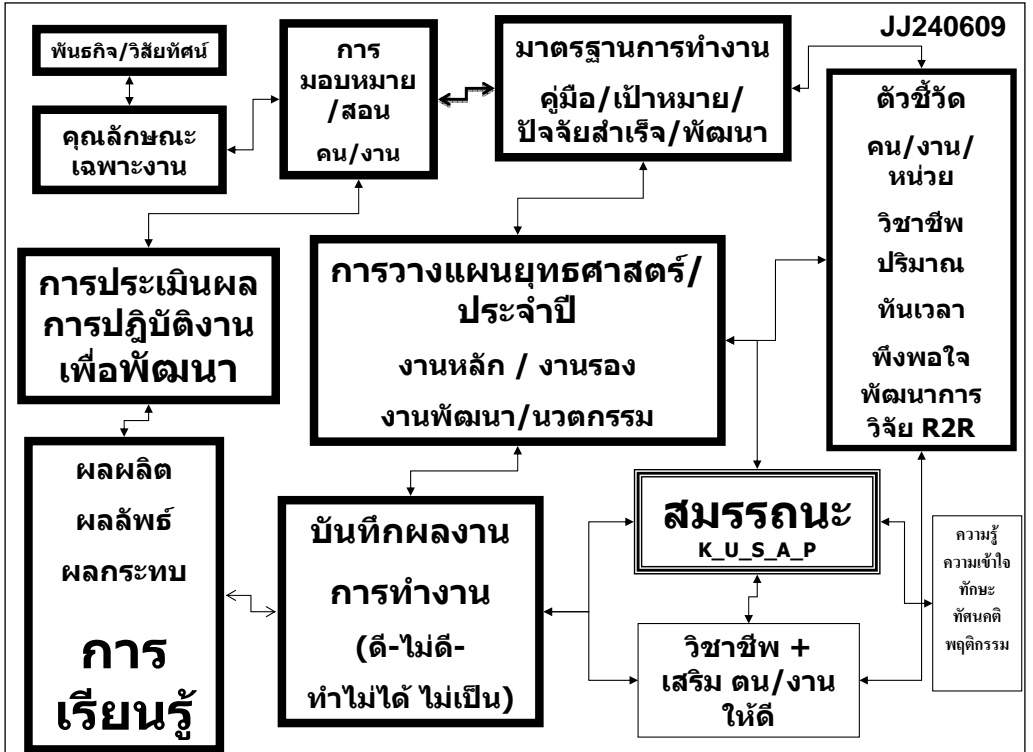 JJ240609
พันธกิจ/วิสัยทัศน์
คุณลักษณะ
เฉพาะงาน
การ
มอบหมาย
/สอน
คน/งาน
มาตรฐานการทำงาน
คู่มือ/เป้าหมาย/
ปัจจัยสำเร็จ/พัฒนา
ตัวชี้วัด
คน/งาน/
หน่วย
วิชาชีพ
ปริมาณ
ทันเวลา
พึงพอใจ
พัฒนาการ
วิจัย R2R
การประเมินผล
การปฎิบัติงาน
เพื่อพัฒนา
การวางแผนยุทธศาสตร์/
ประจำปี
งานหลัก / งานรอง
งานพัฒนา/นวตกรรม
ผลผลิต
ผลลัพธ์
ผลกระทบ
การ
เรียนรู้
บันทึกผลงาน
การทำงาน
(ดี-ไม่ดี-
ทำไม่ได้ ไม่เป็น)
สมรรถนะ
K_U_S_A_P
วิชาชีพ +
เสริม ตน/งาน
ให้ดี
ความรู้
ความเข้าใจ
ทักษะ
ทัศนคติ
พฤติกรรม